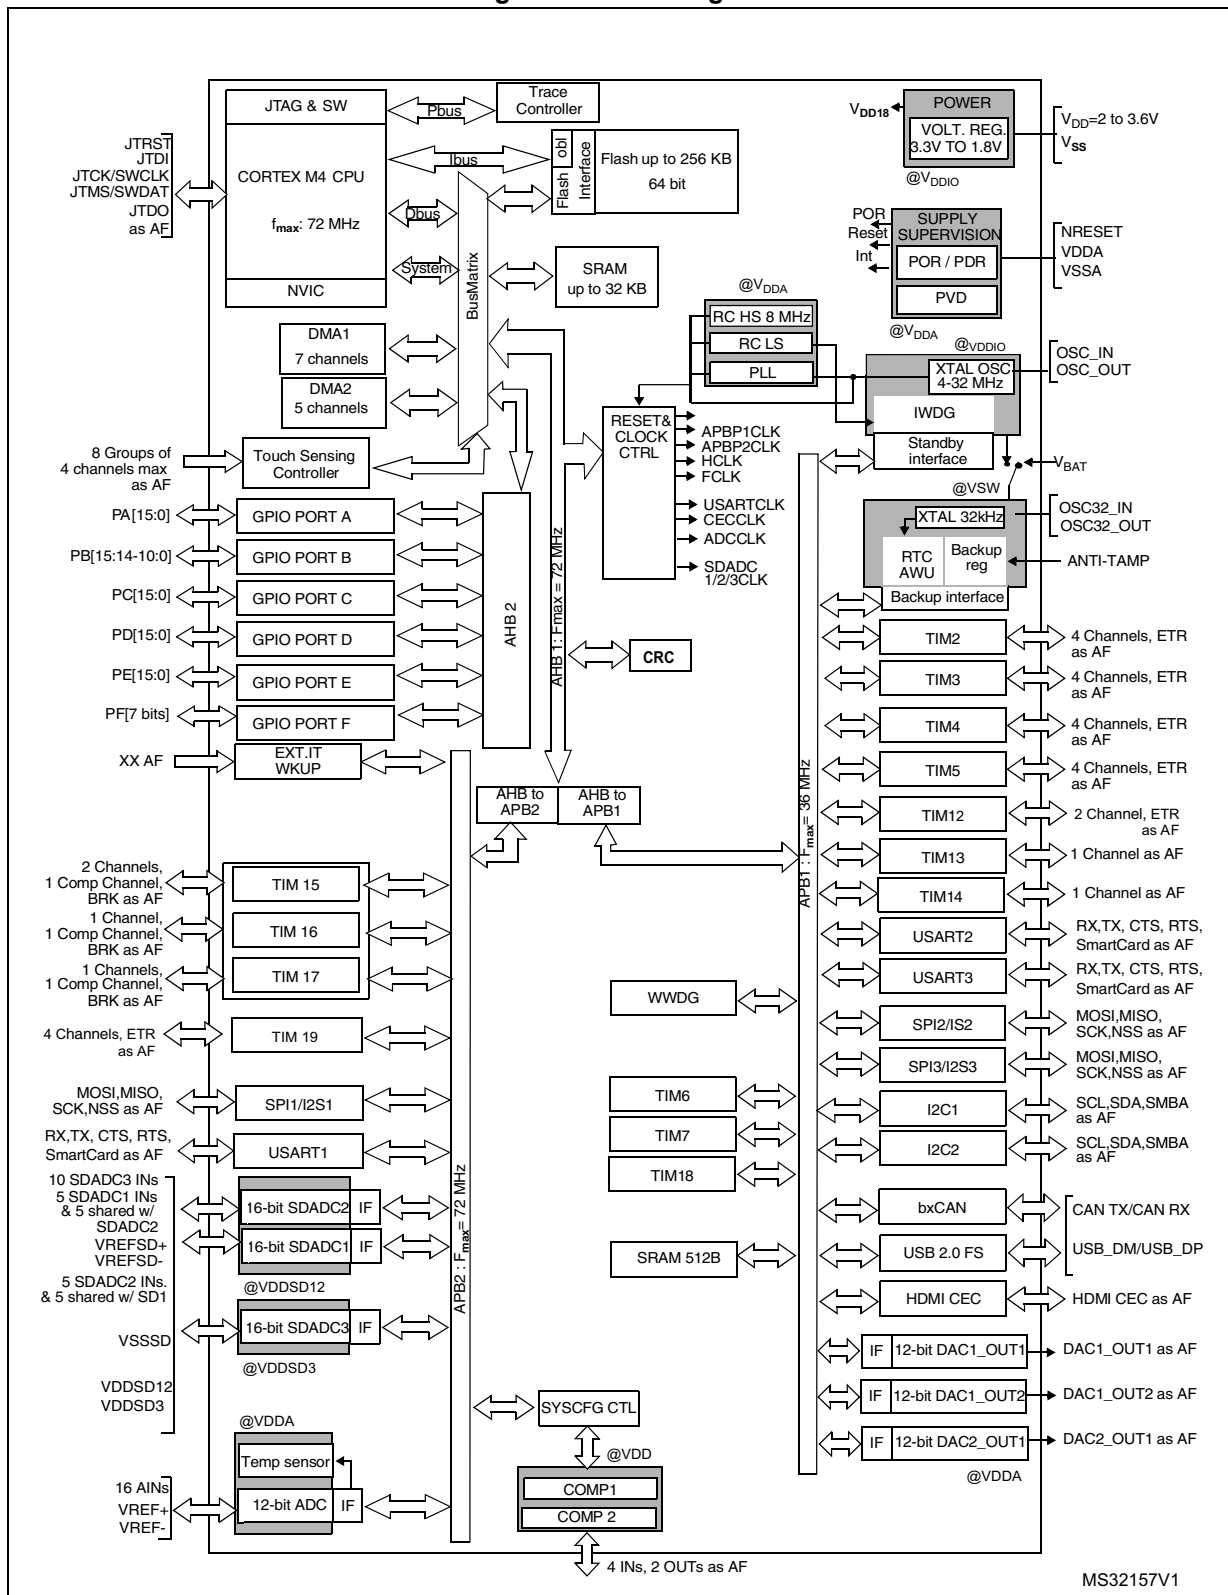 JTAG & SW
Pbus
Trace
Controller
JTRST
JTDI
JTCK/SWCLK
JTMS/SWDAT
JTDO
as AF
CORTEX M4 CPU
fmax: 72 MHz
NVIC
Ibus
Dbus
System
Flash
obl
Interface
Flash up to 256 KB
64 bit
BusMatrix
SRAM
up to 32 KB
VDD18
POWER
VOLT. REG.
3.3V TO 1.8V
@VDDIO
VDD=2 to 3.6V
VSS
POR
Reset
Int
SUPPLY
SUPERVISION
POR / PDR
PVD
@VDDA
NRESET
VDDA
VSSA
@VDDA
RC HS 8 MHz
RC LS
PLL
@VDDIO
XTAL OSC
4-32 MHz
IWDG
Standby
interface
OSC_IN
OSC_OUT
DMA1
7 channels
DMA2
5 channels
8 Groups of
4 channels max
as AF
Touch Sensing
Controller
RESET&
CLOCK
CTRL
APBP1CLK
APBP2CLK
HCLK
FCLK
USARTCLK
CECCLK
ADCCLK
SDADC
1/2/3CLK
VBAT
@VSW
XTAL 32kHz
OSC32_IN
OSC32_OUT
RTC
AWU
Backup
reg
ANTI-TAMP
Backup interface
PA[15:0]
GPIO PORT A
PB[15:14-10:0]
GPIO PORT B
PC[15:0]
GPIO PORT C
PD[15:0]
GPIO PORT D
PE[15:0]
GPIO PORT E
PF[7 bits]
GPIO PORT F
AHB 2
AHB 1: Fmax = 72 MHz
CRC
XX AF
EXT.IT
WKUP
AHB to
APB2
AHB to
APB1
APB1 : Fmax= 36 MHz
TIM2
4 Channels, ETR
as AF
TIM3
4 Channels, ETR
as AF
TIM4
4 Channels, ETR
as AF
TIM5
4 Channels, ETR
as AF
TIM12
2 Channel, ETR
as AF
TIM13
1 Channel as AF
TIM14
1 Channel as AF
USART2
RX,TX, CTS, RTS,
SmartCard as AF
USART3
RX,TX, CTS, RTS,
SmartCard as AF
SPI2/IS2
MOSI,MISO,
SCK,NSS as AF
SPI3/I2S3
MOSI,MISO,
SCK,NSS as AF
I2C1
SCL,SDA,SMBA
as AF
I2C2
SCL,SDA,SMBA
as AF
bxCAN
CAN TX/CAN RX
USB 2.0 FS
USB_DM/USB_DP
HDMI CEC
HDMI CEC as AF
IF
12-bit DAC1_OUT1
DAC1_OUT1 as AF
IF
12-bit DAC1_OUT2
DAC1_OUT2 as AF
IF
12-bit DAC2_OUT1
DAC2_OUT1 as AF
@VDDA
WWDG
TIM6
TIM7
TIM18
SRAM 512B
2 Channels,
1 Comp Channel,
BRK as AF
TIM 15
1 Channel,
1 Comp Channel,
BRK as AF
TIM 16
1 Channels,
1 Comp Channel,
BRK as AF
TIM 17
4 Channels, ETR
as AF
TIM 19
MOSI,MISO,
SCK,NSS as AF
SPI1/I2S1
RX,TX, CTS, RTS,
SmartCard as AF
USART1
APB2 : Fmax= 72 MHz
10 SDADC3 INs
5 SDADC1 INs
& 5 shared w/
SDADC2
VREFSD+
VREFSD-
5 SDADC2 INs.
& 5 shared w/ SD1
VSSSD
VDDSD12
VDDSD3
16-bit SDADC2
IF
16-bit SDADC1
IF
@VDDSD12
16-bit SDADC3
IF
@VDDSD3
SYSCFG CTL
@VDD
COMP1
COMP 2
4 INs, 2 OUTs as AF
@VDDA
Temp sensor
12-bit ADC
IF
16 AINs
VREF+
VREF-
MS32157V1